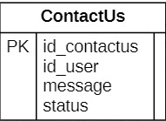 ContactUs
PK id_contactus
id_user
message
status